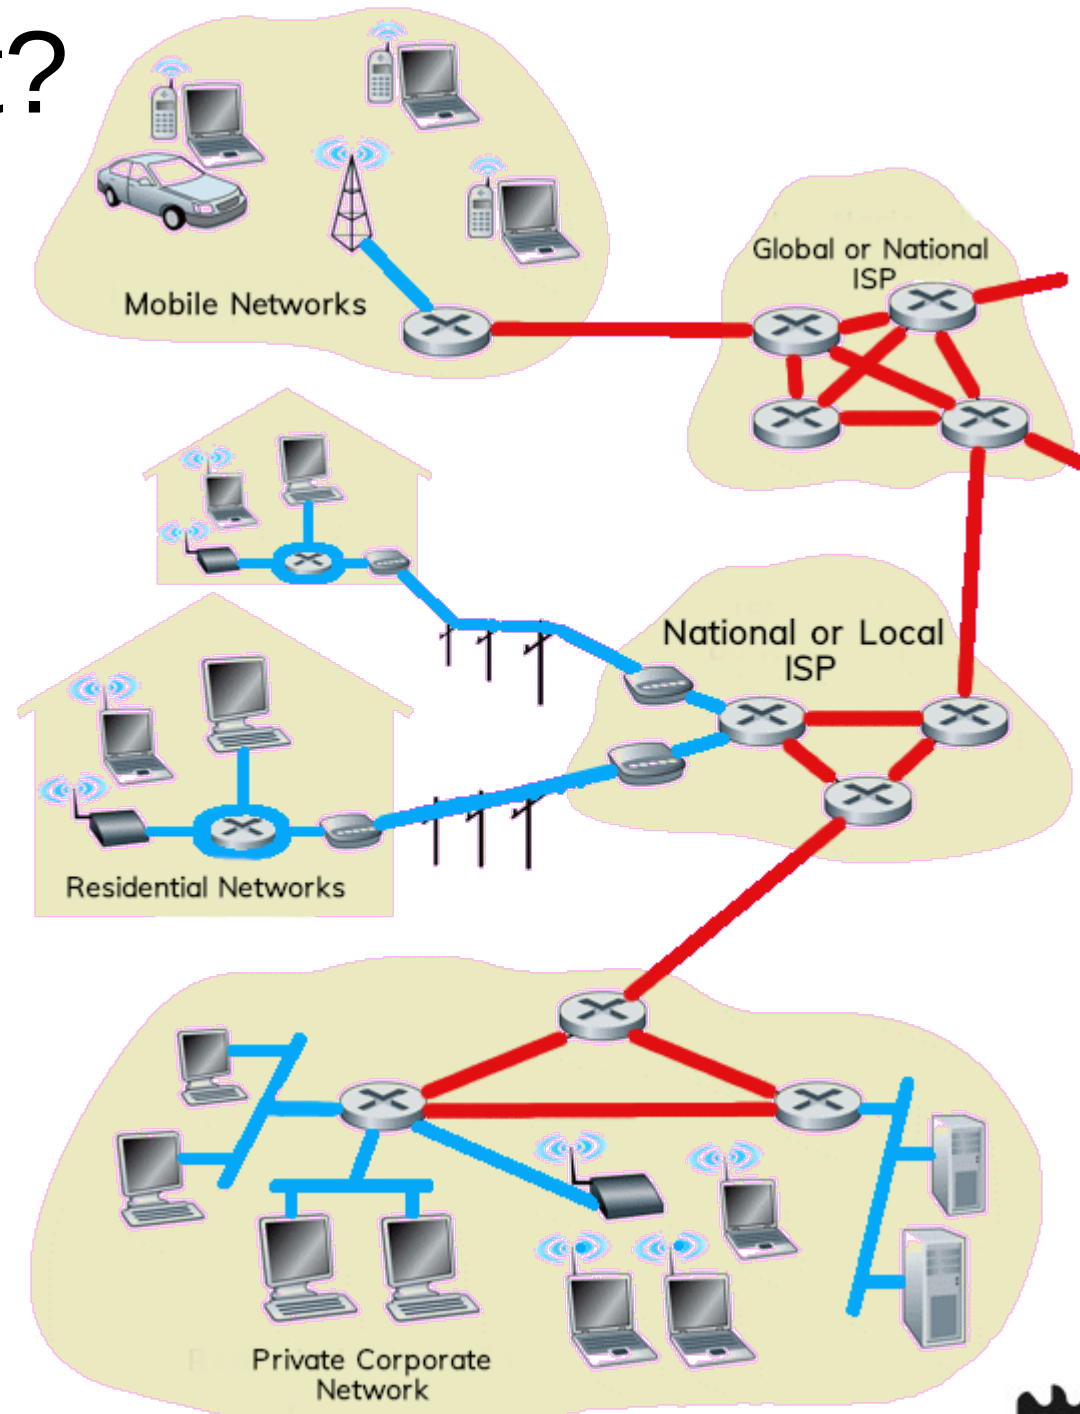 t?
Mobile Networks
Global or National
ISP
National or Local
ISP
Residential Networks
Private Corporate
Network